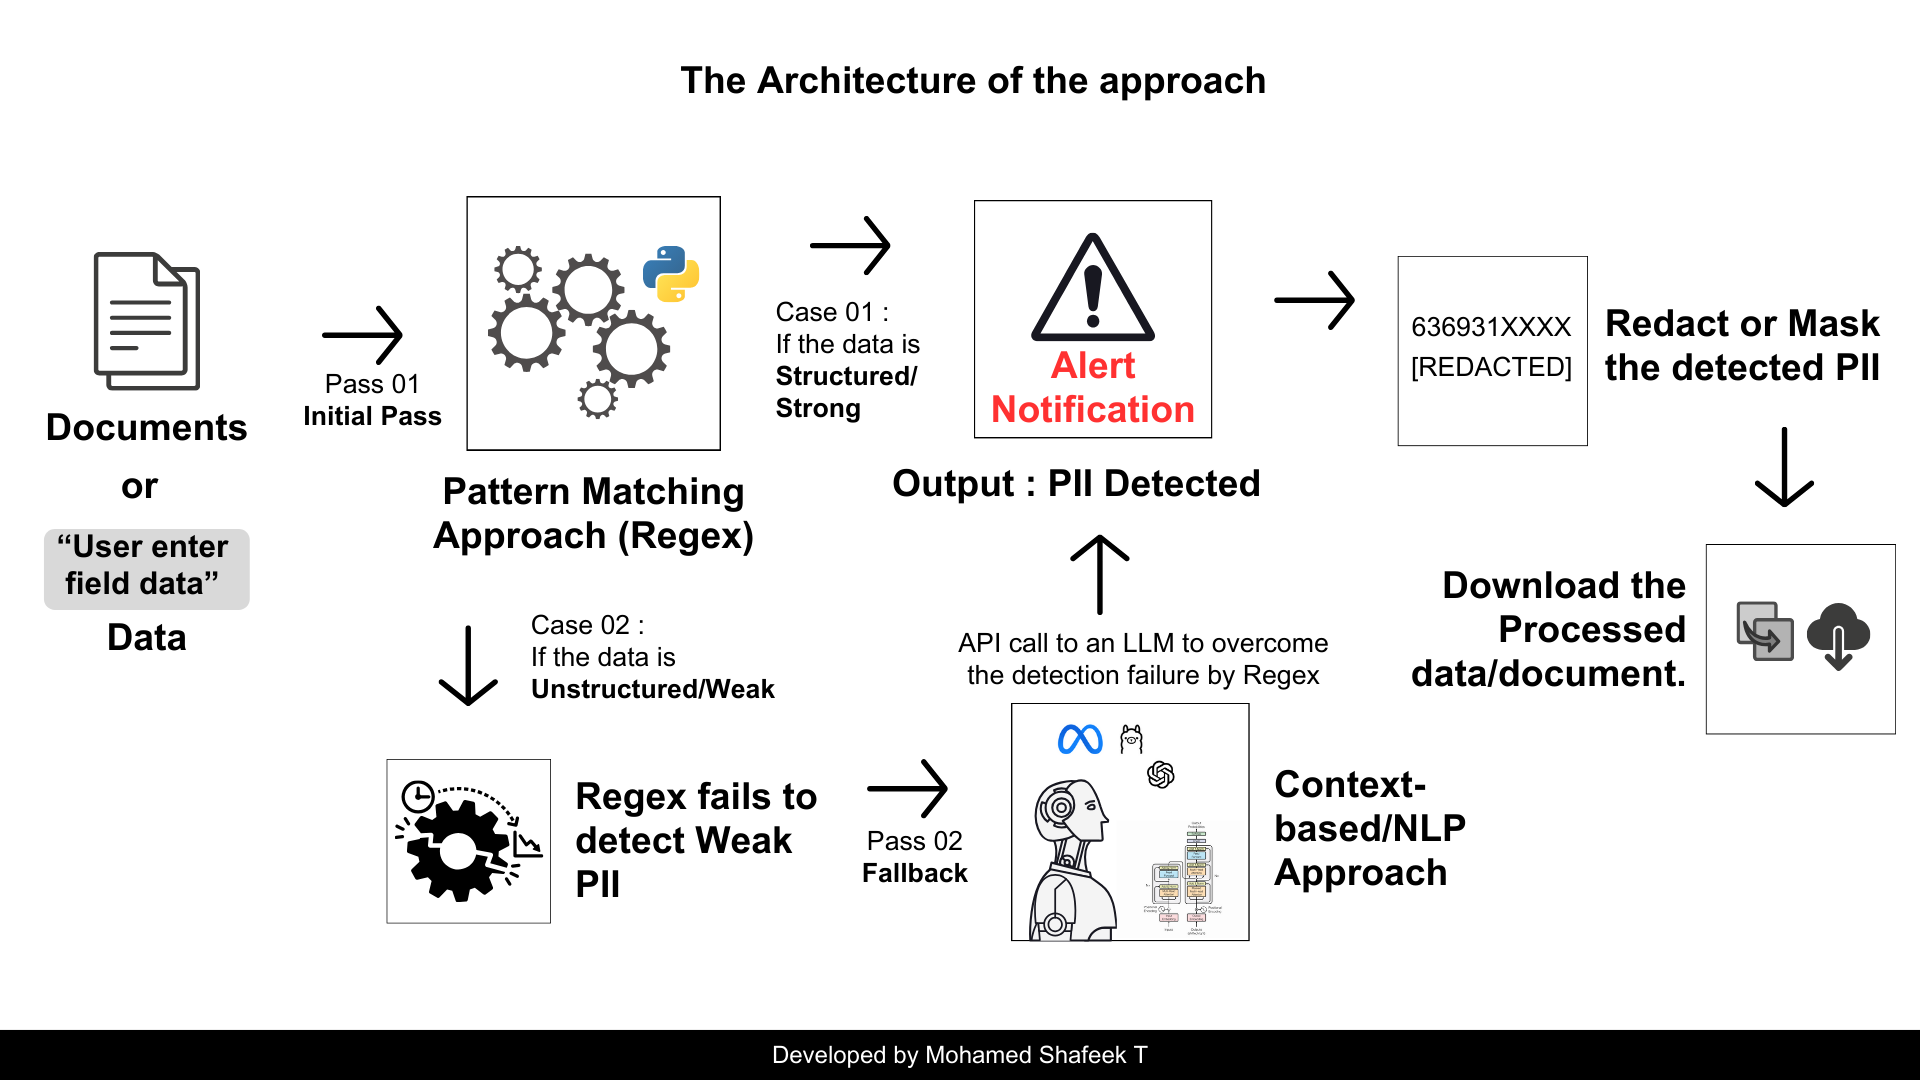 The Architecture of the approach
Documents
or
“User enter
field data”
Data
Pass 01
Initial Pass
Pattern Matching
Approach (Regex)
Case 01 :
If the data is
Structured/
Strong
Alert
Notification
Output : PII Detected
636931XXXX
[REDACTED]
Redact or Mask
the detected PII
Download the
Processed
data/document.
Case 02 :
If the data is
Unstructured/Weak
Regex fails to
detect Weak
PII
Pass 02
Fallback
API call to an LLM to overcome
the detection failure by Regex
Context-
based/NLP
Approach
Developed by Mohamed Shafeek T